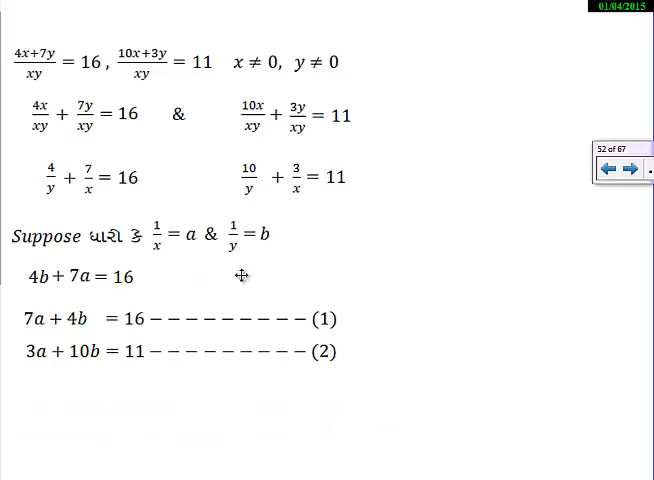 01/04/2015
(4x+7y)/xy = 16 , (10x+3y)/xy = 11 x ≠ 0, y ≠ 0
4x/xy + 7y/xy = 16 & 10x/xy + 3y/xy = 11
52 of 67
4/y + 7/x = 16 10/y + 3/x = 11
Suppose ધારો કે 1/x = a & 1/y = b
4b + 7a = 16
7a + 4b = 16 − − − − − − − − − (1)
3a + 10b = 11 − − − − − − − − − (2)